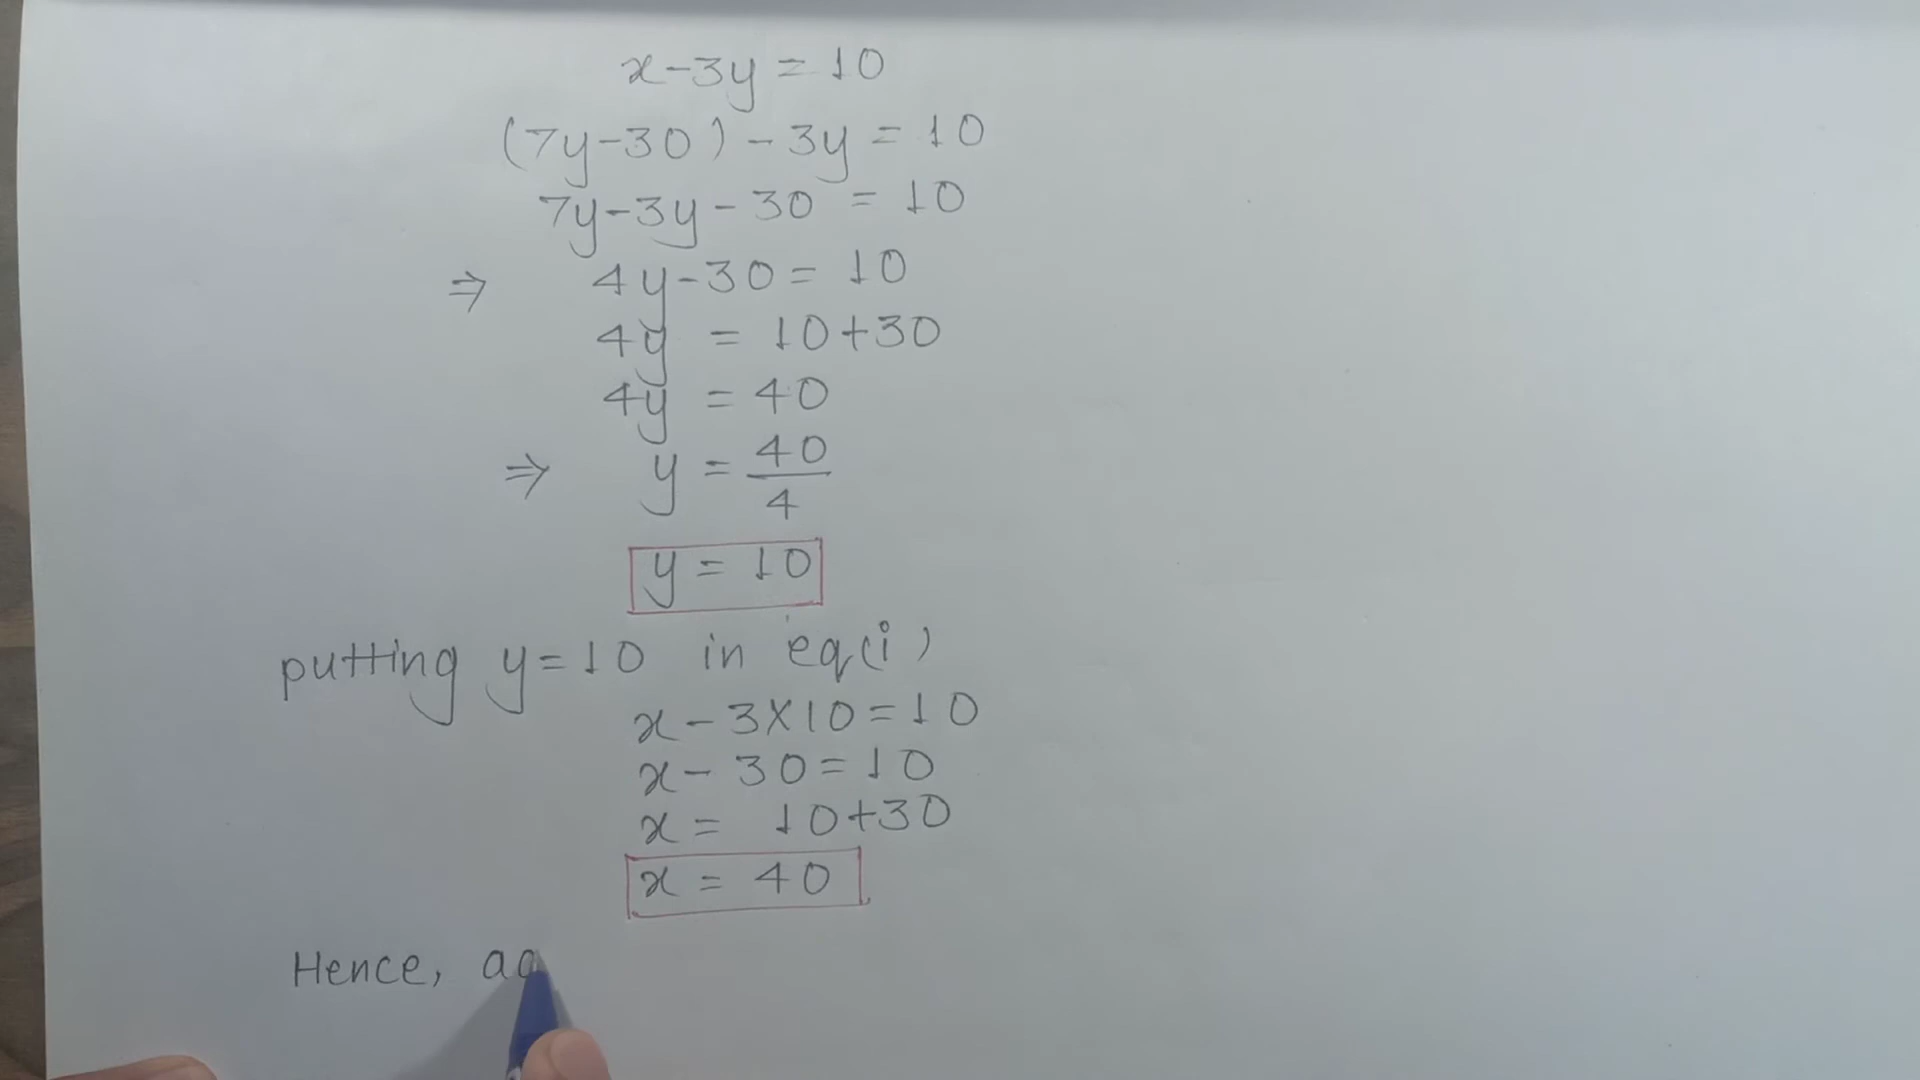 x-3y = 10
(7y-30) - 3y = 10
7y-3y-30 = 10
⇒ 4y-30 = 10
4y = 10+30
4y = 40
⇒ y = 40/4
y = 10
putting y=10 in eq(i)
x - 3X10 = 10
x - 30 = 10
x = 10+30
x = 40
Hence,